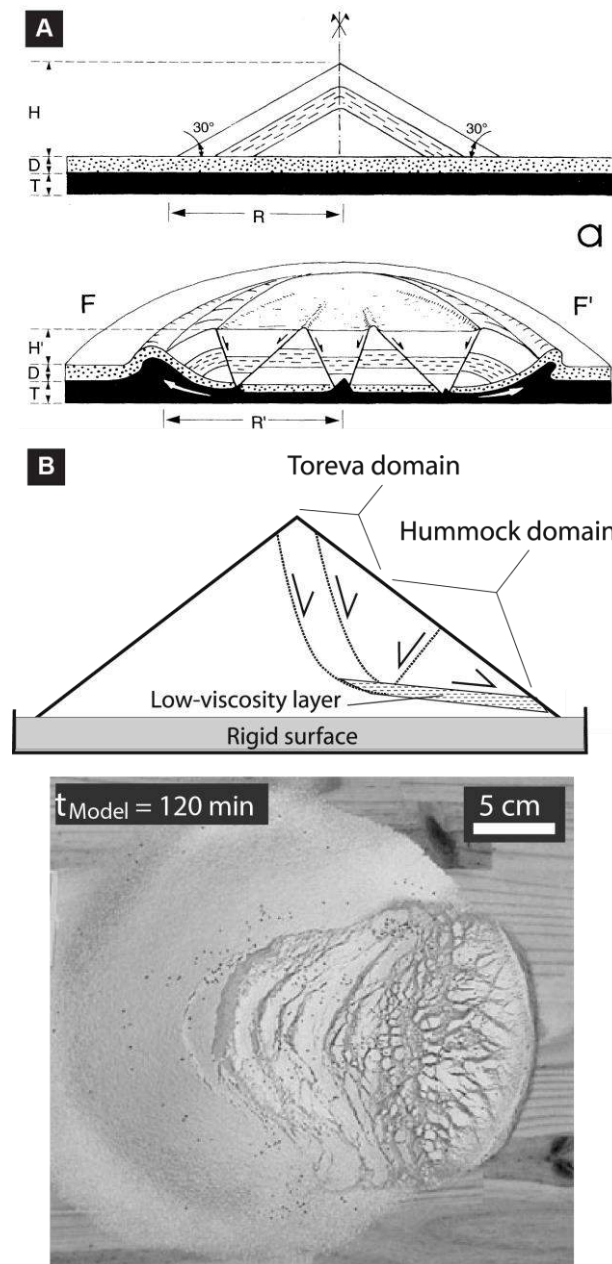 A
H
30°
30°
D
T
R
a
F
F'
H'
D
T
R'
B
Toreva domain
Hummock domain
Low-viscosity layer
Rigid surface
tModel = 120 min
5 cm